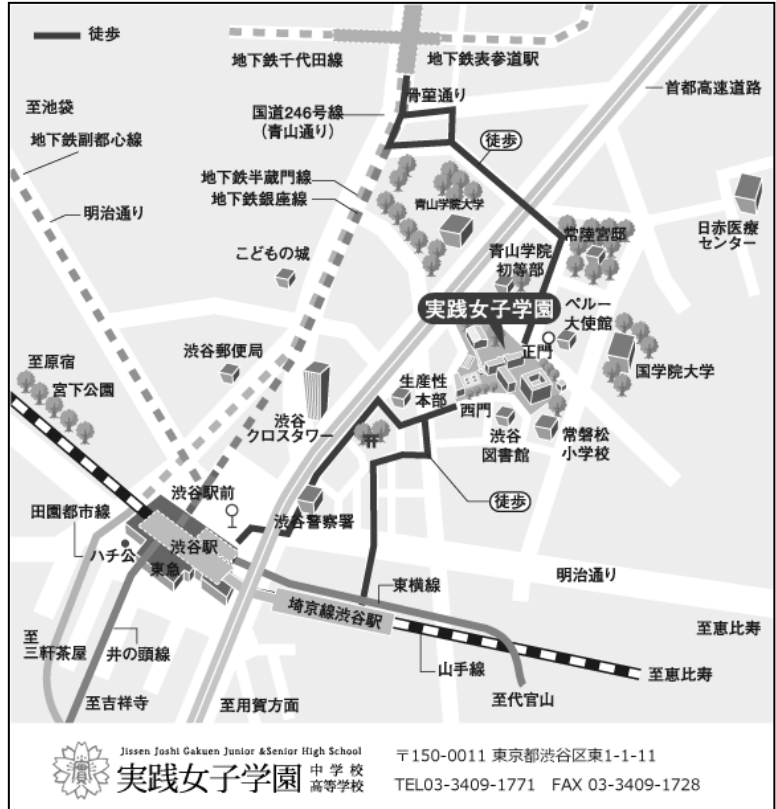 徒歩
地下鉄千代田線
地下鉄表参道駅
骨董通り
首都高速道路
至池袋
国道246号線
(青山通り)
地下鉄副都心線
徒歩
地下鉄半蔵門線
地下鉄銀座線
明治通り
青山学院大学
日赤医療
センター
常陸宮邸
こどもの城
青山学院
初等部
実践女子学園
ペルー
大使館
正門
渋谷郵便局
至原宿
宮下公園
国学院大学
生産性
本部
西門
渋谷
クロスタワー
渋谷
図書館
常磐松
小学校
渋谷駅前
徒歩
田園都市線
渋谷警察署
渋谷駅
ハチ公
東急
明治通り
東横線
埼京線渋谷駅
至恵比寿
至
三軒茶屋
井の頭線
山手線
至恵比寿
至吉祥寺
至用賀方面
至代官山
Jissen Joshi Gakuen Junior &Senior High School
実践女子学園 中学校 高等学校
〒150-0011 東京都渋谷区東1-1-11
TEL03-3409-1771 FAX 03-3409-1728